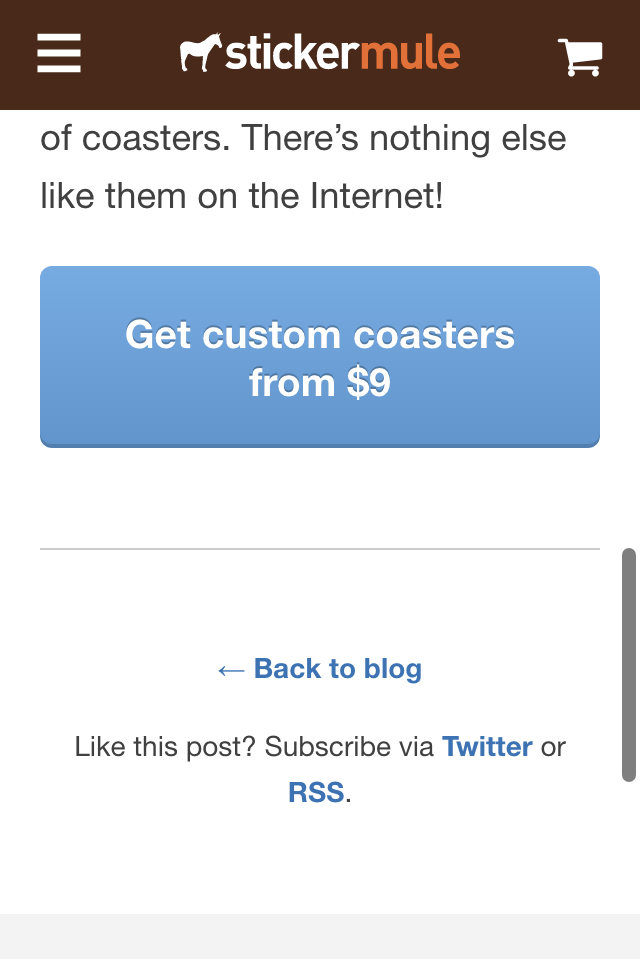 stickermule
of coasters. There’s nothing else
like them on the Internet!
Get custom coasters
from $9
← Back to blog
Like this post? Subscribe via Twitter or
RSS.